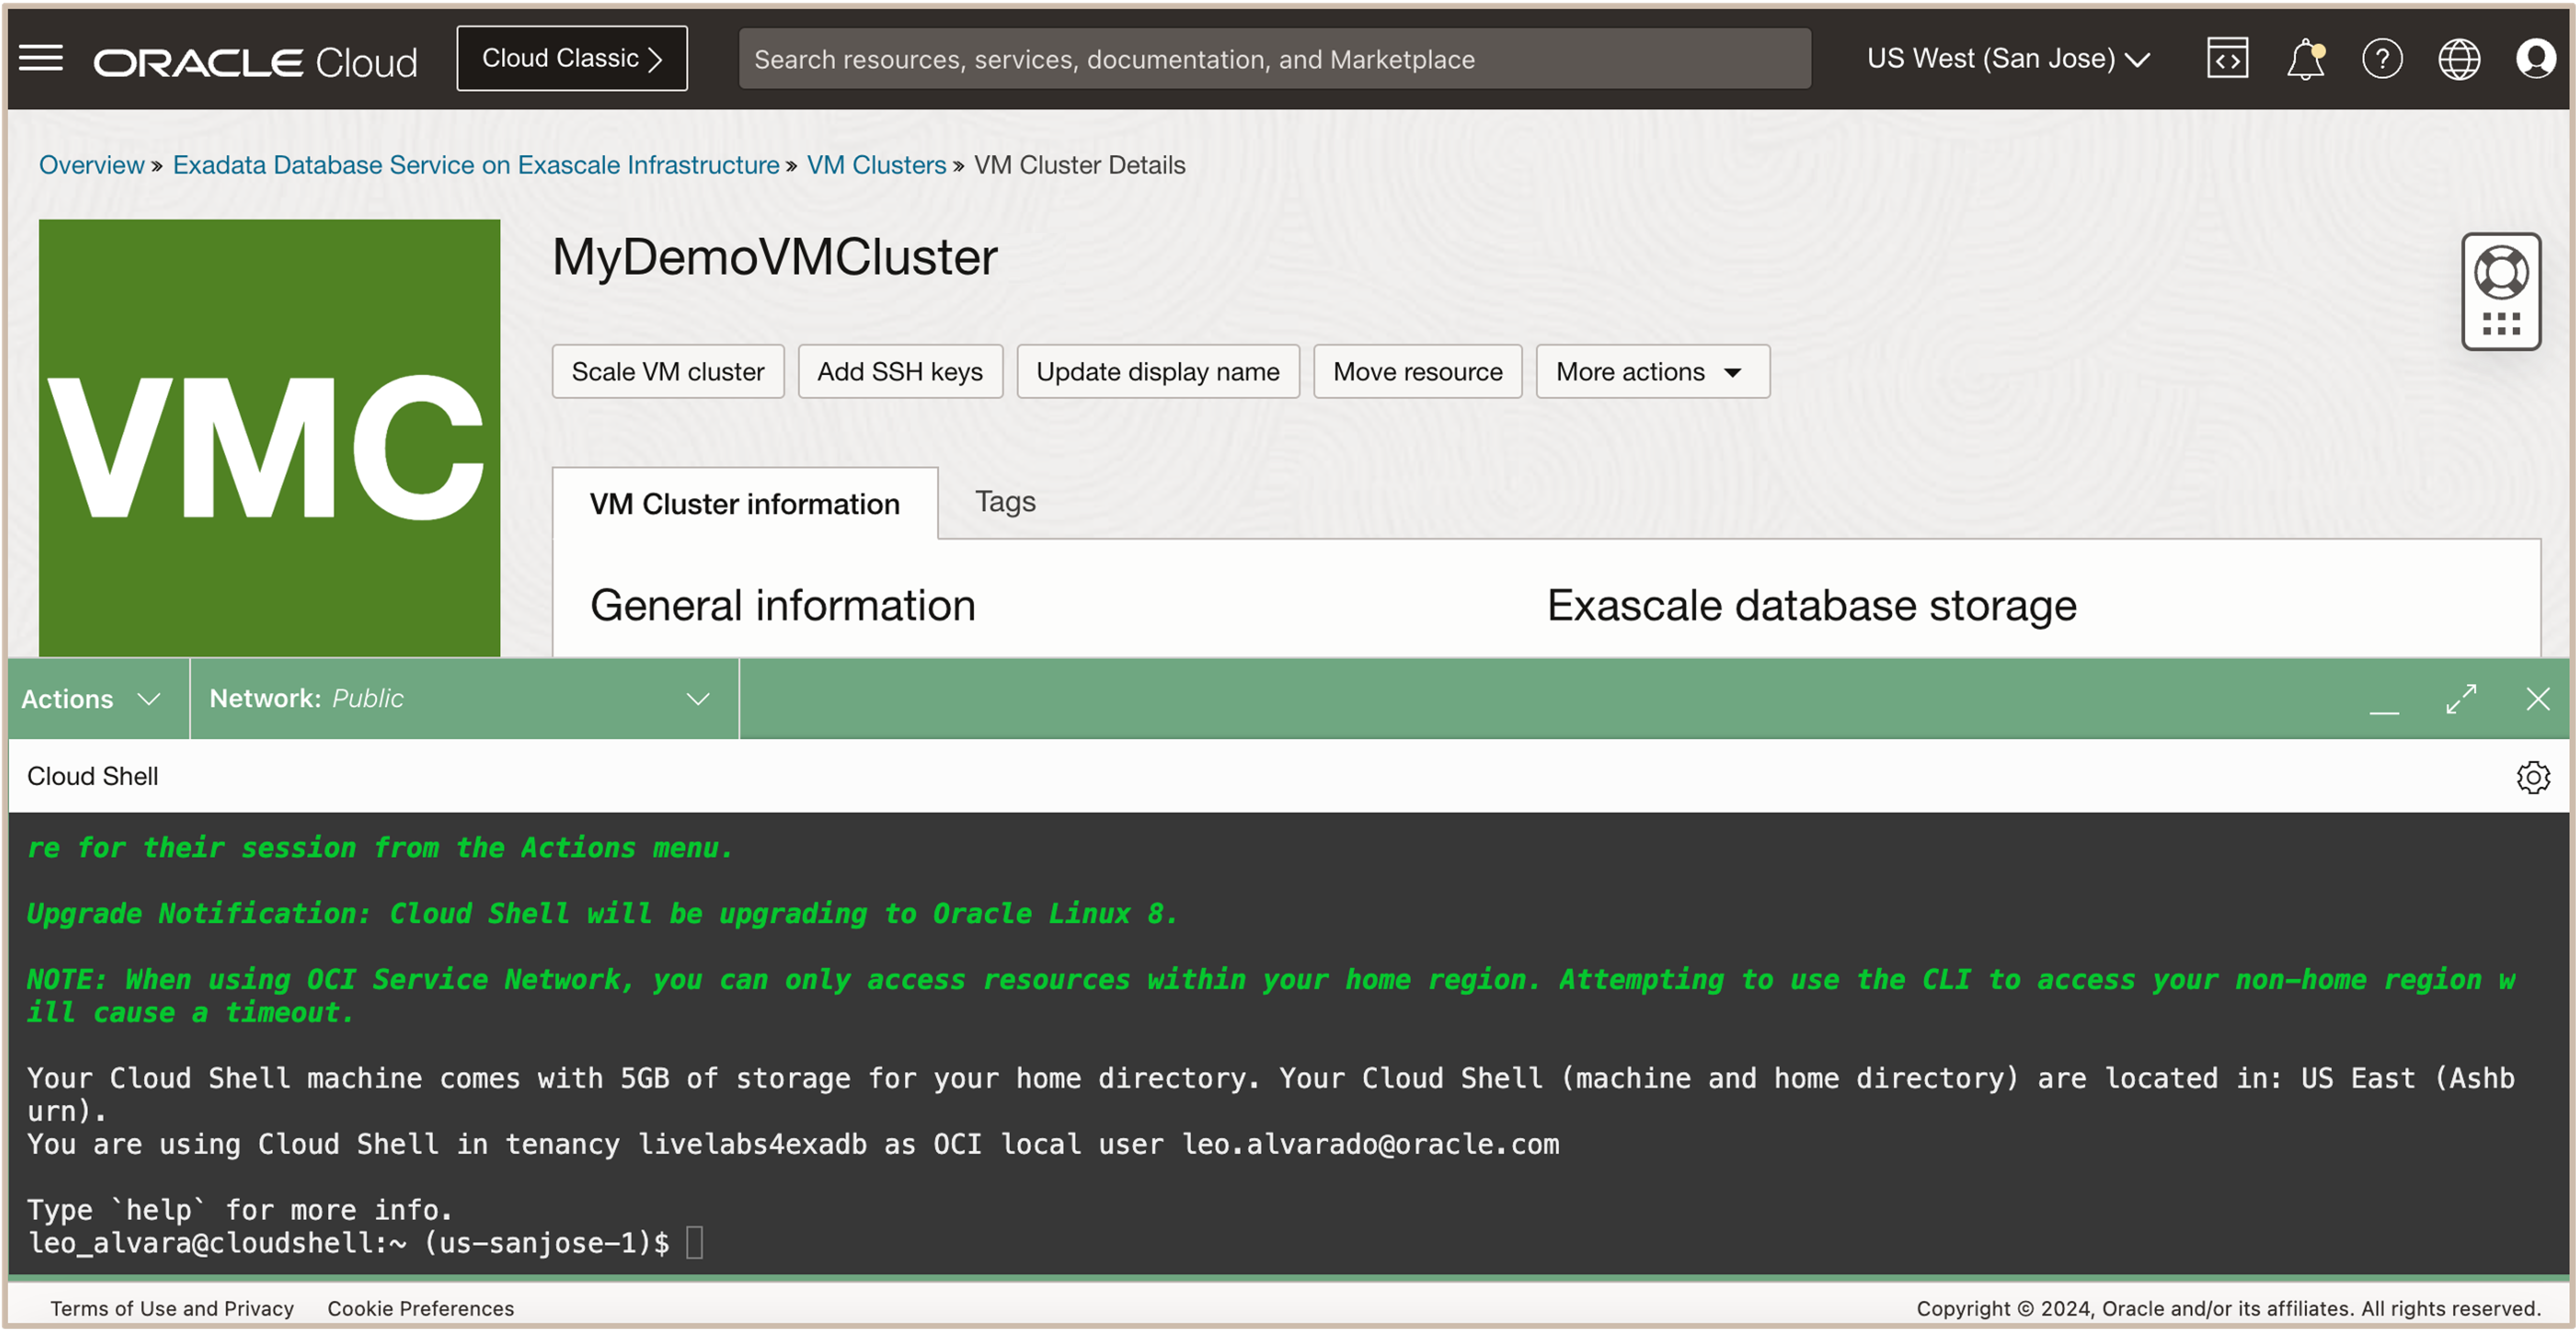 ORACLE Cloud
Cloud Classic
Search resources, services, documentation, and Marketplace
US West (San Jose)
Overview » Exadata Database Service on Exascale Infrastructure » VM Clusters » VM Cluster Details
VMC
MyDemoVMCluster
Scale VM cluster
Add SSH keys
Update display name
Move resource
More actions
VM Cluster information
Tags
General information
Exascale database storage
Actions
Network: Public
Cloud Shell
re for their session from the Actions menu.
Upgrade Notification: Cloud Shell will be upgrading to Oracle Linux 8.
NOTE: When using OCI Service Network, you can only access resources within your home region. Attempting to use the CLI to access your non-home region w
ill cause a timeout.
Your Cloud Shell machine comes with 5GB of storage for your home directory. Your Cloud Shell (machine and home directory) are located in: US East (Ashb
urn).
You are using Cloud Shell in tenancy livelabs4exadb as OCI local user leo.alvarado@oracle.com
Type `help` for more info.
leo_alvara@cloudshell:~ (us-sanjose-1)$
Terms of Use and Privacy
Cookie Preferences
Copyright © 2024, Oracle and/or its affiliates. All rights reserved.